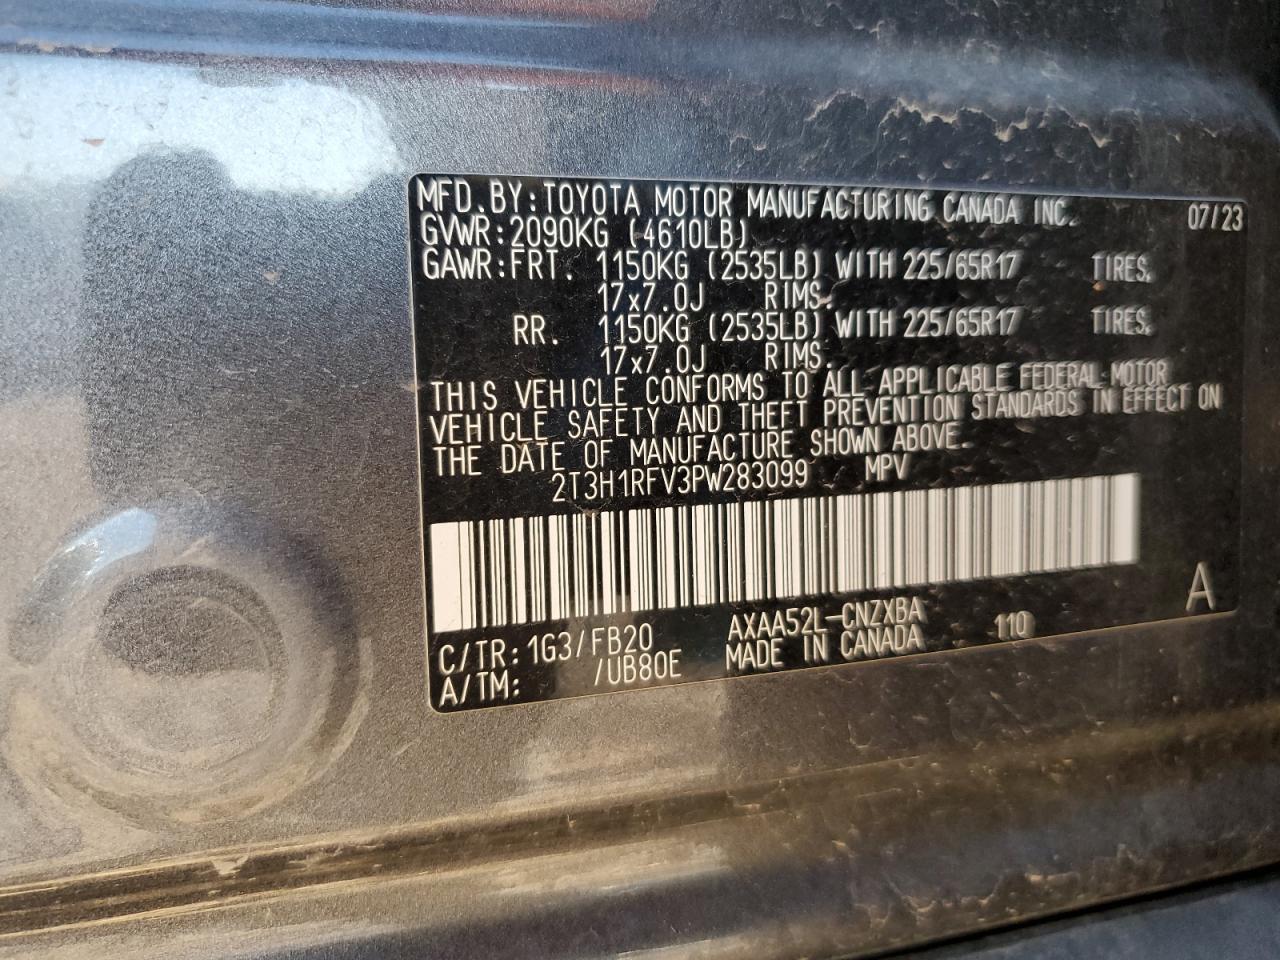 MFD.BY:TOYOTA MOTOR MANUFACTURING CANADA INC. 07/23
GVWR:2090KG (4610LB)
GAWR:FRT. 1150KG (2535LB) WITH 225/65R17 TIRES.
17x7.0J RIMS.
RR. 1150KG (2535LB) WITH 225/65R17 TIRES.
17x7.0J RIMS.
THIS VEHICLE CONFORMS TO ALL APPLICABLE FEDERAL MOTOR
VEHICLE SAFETY AND THEFT PREVENTION STANDARDS IN EFFECT ON
THE DATE OF MANUFACTURE SHOWN ABOVE.
2T3H1RFV3PW283099 MPV
C/TR: 1G3/FB20 AXAA52L-CNZXBA 110 A
A/TM: /UB80E MADE IN CANADA